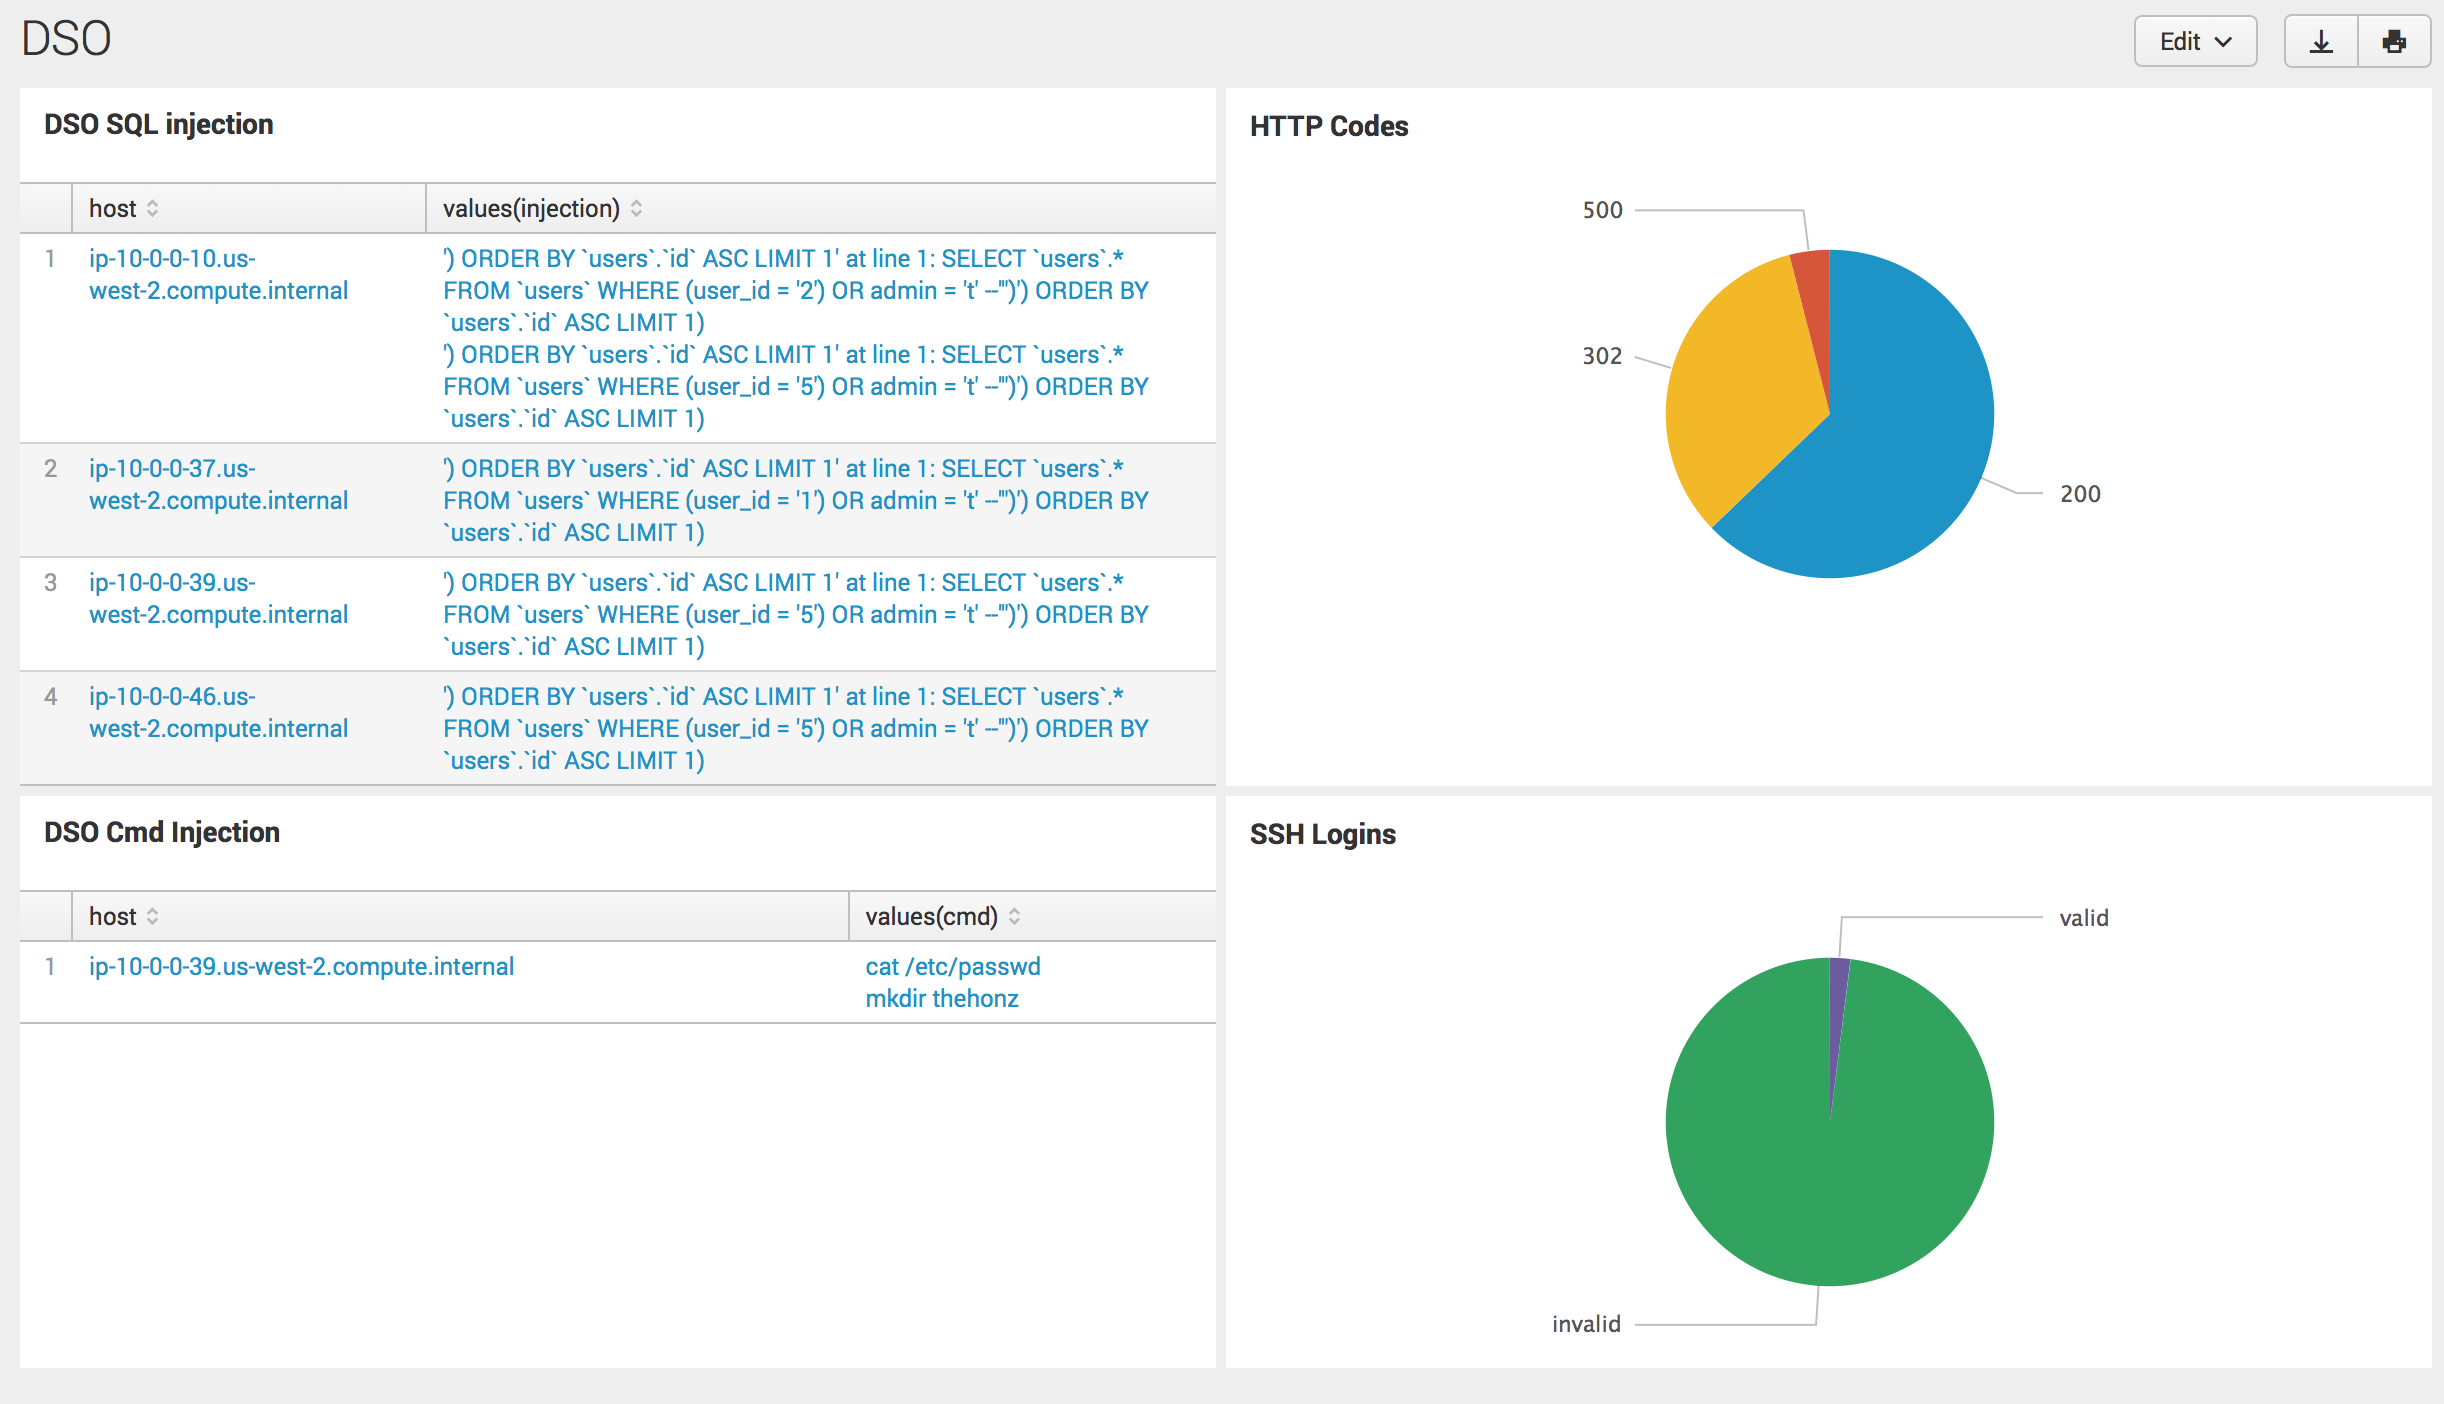 DSO
Edit
DSO SQL injection
host
values(injection)
1
ip-10-0-0-10.us-
west-2.compute.internal
') ORDER BY `users`.`id` ASC LIMIT 1' at line 1: SELECT `users`.*
FROM `users` WHERE (user_id = '2') OR admin = 't' --'")') ORDER BY
`users`.`id` ASC LIMIT 1)
') ORDER BY `users`.`id` ASC LIMIT 1' at line 1: SELECT `users`.*
FROM `users` WHERE (user_id = '5') OR admin = 't' --'")') ORDER BY
`users`.`id` ASC LIMIT 1)
2
ip-10-0-0-37.us-
west-2.compute.internal
') ORDER BY `users`.`id` ASC LIMIT 1' at line 1: SELECT `users`.*
FROM `users` WHERE (user_id = '1') OR admin = 't' --'")') ORDER BY
`users`.`id` ASC LIMIT 1)
3
ip-10-0-0-39.us-
west-2.compute.internal
') ORDER BY `users`.`id` ASC LIMIT 1' at line 1: SELECT `users`.*
FROM `users` WHERE (user_id = '5') OR admin = 't' --'")') ORDER BY
`users`.`id` ASC LIMIT 1)
4
ip-10-0-0-46.us-
west-2.compute.internal
') ORDER BY `users`.`id` ASC LIMIT 1' at line 1: SELECT `users`.*
FROM `users` WHERE (user_id = '5') OR admin = 't' --'")') ORDER BY
`users`.`id` ASC LIMIT 1)
HTTP Codes
500
302
200
DSO Cmd Injection
host
values(cmd)
1
ip-10-0-0-39.us-west-2.compute.internal
cat /etc/passwd
mkdir thehonz
SSH Logins
valid
invalid